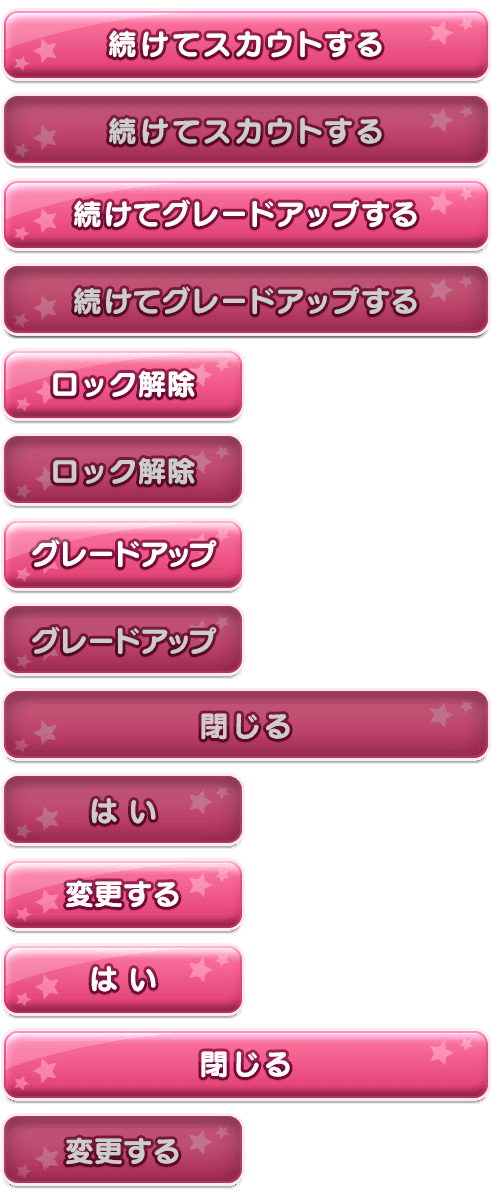 続けてスカウトする
続けてスカウトする
続けてグレードアップする
続けてグレードアップする
ロック解除
ロック解除
グレードアップ
グレードアップ
閉じる
はい
変更する
はい
閉じる
変更する